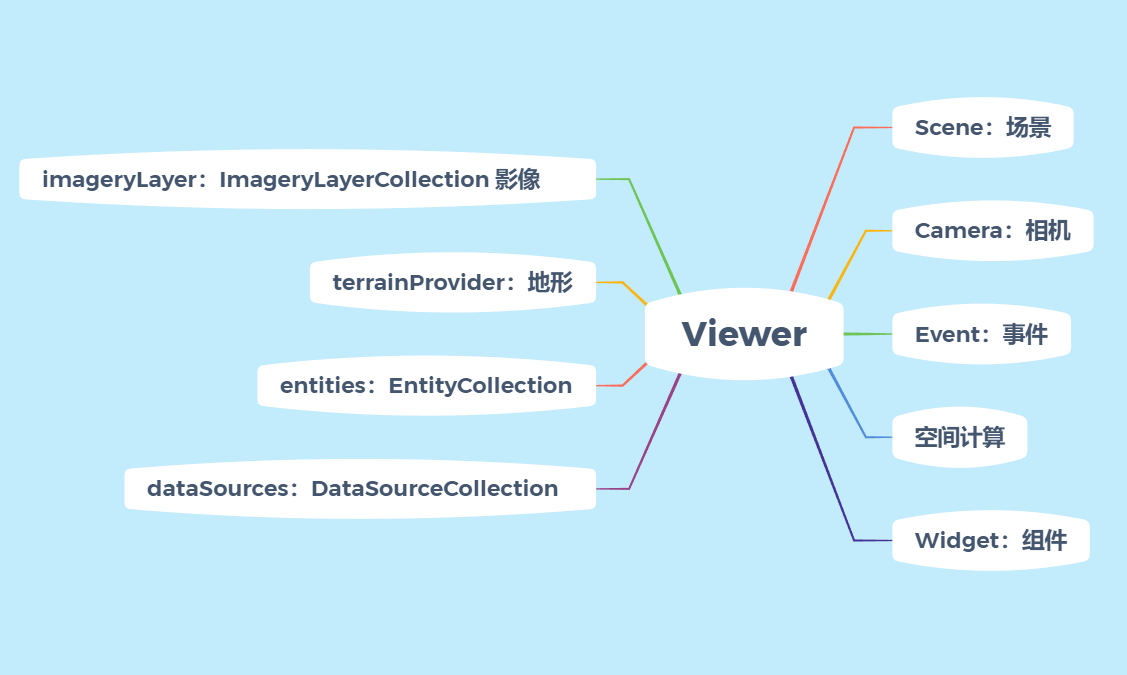 Viewer
Scene：场景
Camera：相机
Event：事件
空间计算
Widget：组件
imageryLayer：ImageryLayerCollection 影像
terrainProvider：地形
entities：EntityCollection
dataSources：DataSourceCollection